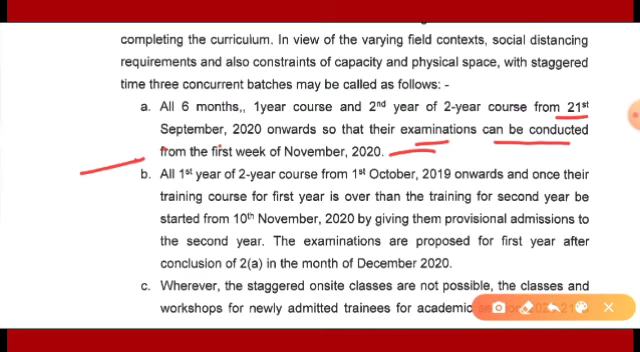 completing the curriculum. In view of the varying field contexts, social distancing
requirements and also constraints of capacity and physical space, with staggered
time three concurrent batches may be called as follows: -
a. All 6 months,, 1year course and 2nd year of 2-year course from 21st
September, 2020 onwards so that their examinations can be conducted
from the first week of November, 2020.
b. All 1st year of 2-year course from 1st October, 2019 onwards and once their
training course for first year is over than the training for second year be
started from 10th November, 2020 by giving them provisional admissions to
the second year. The examinations are proposed for first year after
conclusion of 2(a) in the month of December 2020.
c. Wherever, the staggered onsite classes are not possible, the classes and
workshops for newly admitted trainees for academic